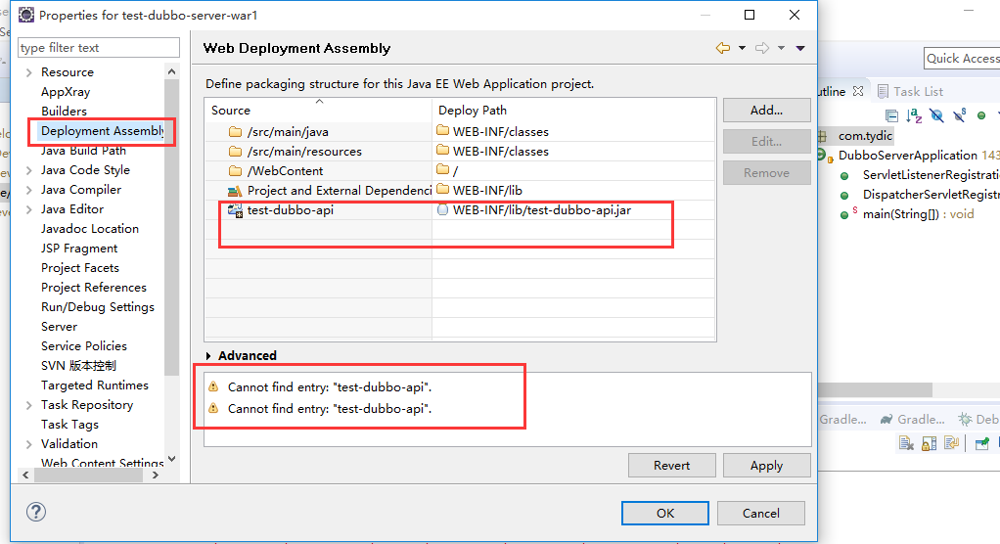 Properties for test-dubbo-server-war1
type filter text
Resource
AppXray
Builders
Deployment Assembly
Java Build Path
Java Code Style
Java Compiler
Java Editor
Javadoc Location
JSP Fragment
Project Facets
Project References
Run/Debug Settings
Server
Service Policies
SVN 版本控制
Targeted Runtimes
Task Repository
Task Tags
Validation
Web Content Settings
Web Deployment Assembly
Define packaging structure for this Java EE Web Application project.
Source Deploy Path
/src/main/java WEB-INF/classes
/src/main/resources WEB-INF/classes
/WebContent /
Project and External Dependenci WEB-INF/lib
test-dubbo-api WEB-INF/lib/test-dubbo-api.jar
Add...
Edit...
Remove
Advanced
Cannot find entry: "test-dubbo-api".
Cannot find entry: "test-dubbo-api".
Revert Apply
OK Cancel
Quick Access
utline Task List
com.tydic
DubboServerApplication 143
ServletListenerRegistrati
DispatcherServletRegistr
main(String[]) : void
Gradle... Gradle... Deb